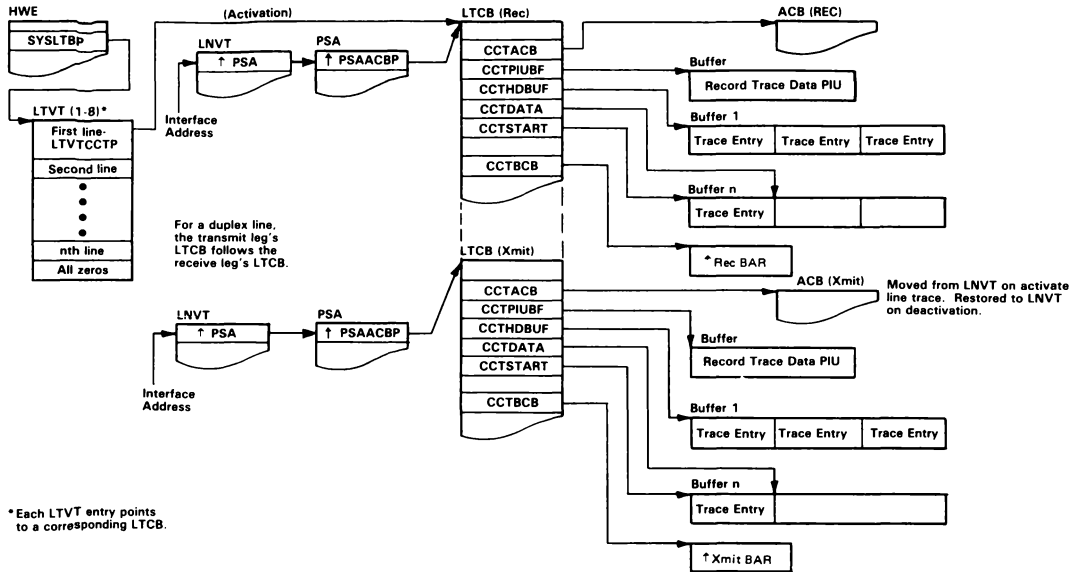 HWE
SYSLTBP
(Activation)
LTVT (1-8)*
First line-
LTVTCCTP
Second line
nth line
All zeros
LNVT
↑ PSA
Interface
Address
PSA
↑ PSAACBP
LTCB (Rec)
CCTACB
CCTPIUBF
CCTHDBUF
CCTDATA
CCTSTART
CCTBCB
ACB (REC)
Buffer
Record Trace Data PIU
Buffer 1
Trace Entry Trace Entry Trace Entry
Buffer n
Trace Entry
↑Rec BAR
For a duplex line,
the transmit leg's
LTCB follows the
receive leg's LTCB.
LNVT
↑ PSA
Interface
Address
PSA
↑ PSAACBP
LTCB (Xmit)
CCTACB
CCTPIUBF
CCTHDBUF
CCTDATA
CCTSTART
CCTBCB
ACB (Xmit)
Moved from LNVT on activate
line trace. Restored to LNVT
on deactivation.
Buffer
Record Trace Data PIU
Buffer 1
Trace Entry Trace Entry Trace Entry
Buffer n
Trace Entry
↑Xmit BAR
*Each LTVT entry points
to a corresponding LTCB.